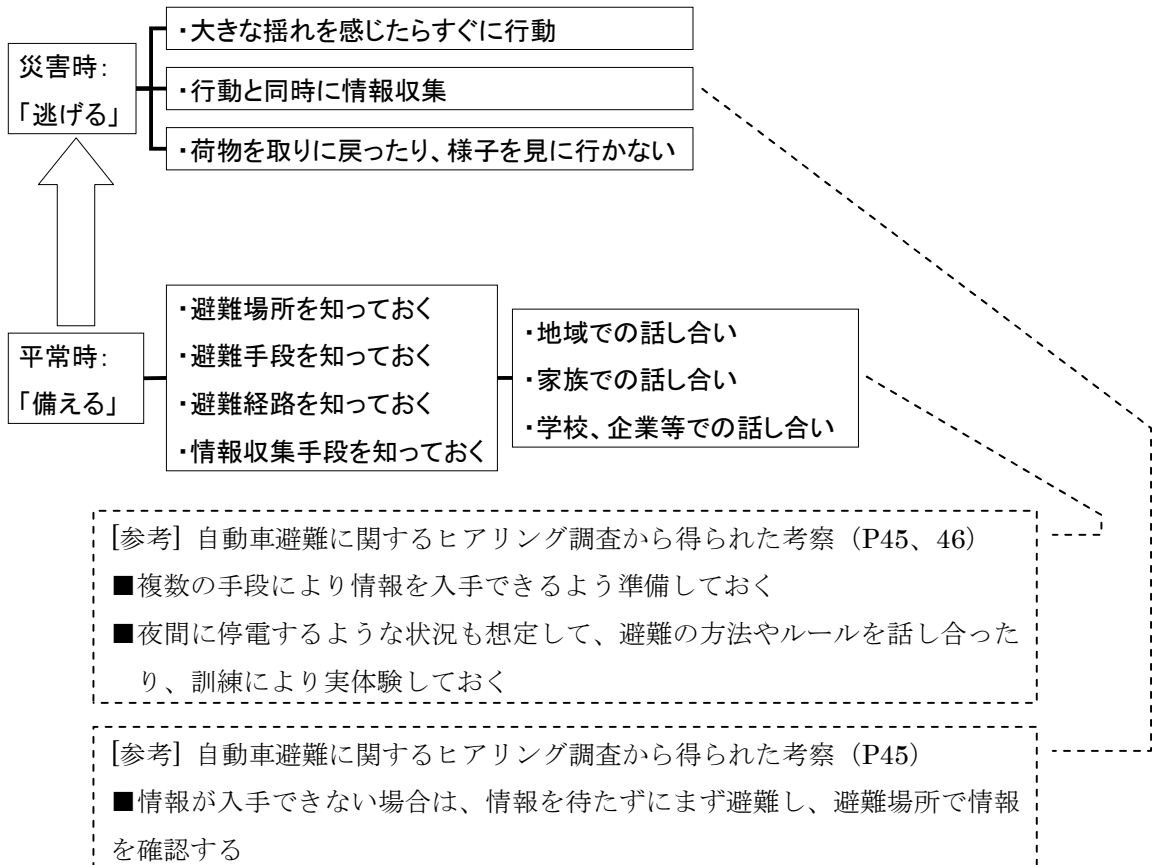 ・大きな揺れを感じたらすぐに行動
災害時:
「逃げる」
・行動と同時に情報収集
・荷物を取りに戻ったり、様子を見に行かない
平常時:
「備える」
・避難場所を知っておく
・避難手段を知っておく
・避難経路を知っておく
・情報収集手段を知っておく
・地域での話し合い
・家族での話し合い
・学校、企業等での話し合い
[参考] 自動車避難に関するヒアリング調査から得られた考察（P45、46）
■複数の手段により情報を入手できるよう準備しておく
■夜間に停電するような状況も想定して、避難の方法やルールを話し合った
り、訓練により実体験しておく
[参考] 自動車避難に関するヒアリング調査から得られた考察（P45）
■情報が入手できない場合は、情報を待たずにまず避難し、避難場所で情報
を確認する